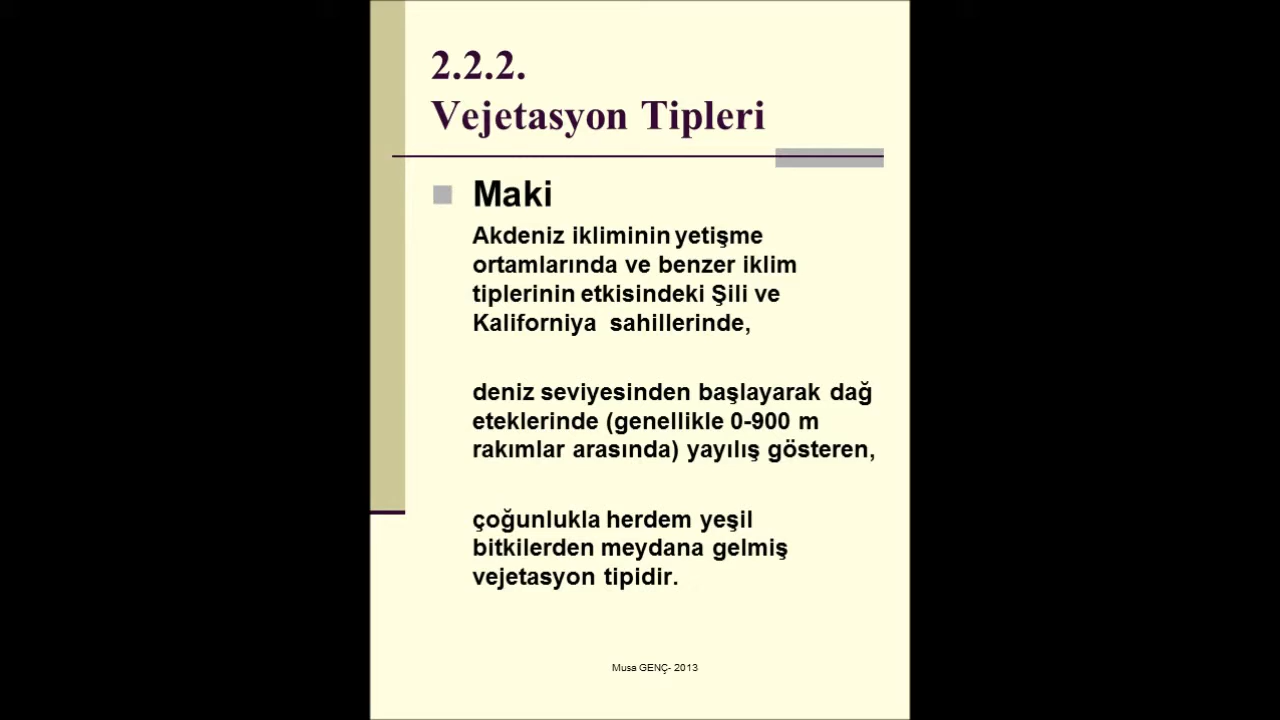 2.2.2.
Vejetasyon Tipleri
Maki
Akdeniz ikliminin yetişme
ortamlarında ve benzer iklim
tiplerinin etkisindeki Şili ve
Kaliforniya sahillerinde,
deniz seviyesinden başlayarak dağ
eteklerinde (genellikle 0-900 m
rakımlar arasında) yayılış gösteren,
çoğunlukla herdem yeşil
bitkilerden meydana gelmiş
vejetasyon tipidir.
Musa GENÇ- 2013